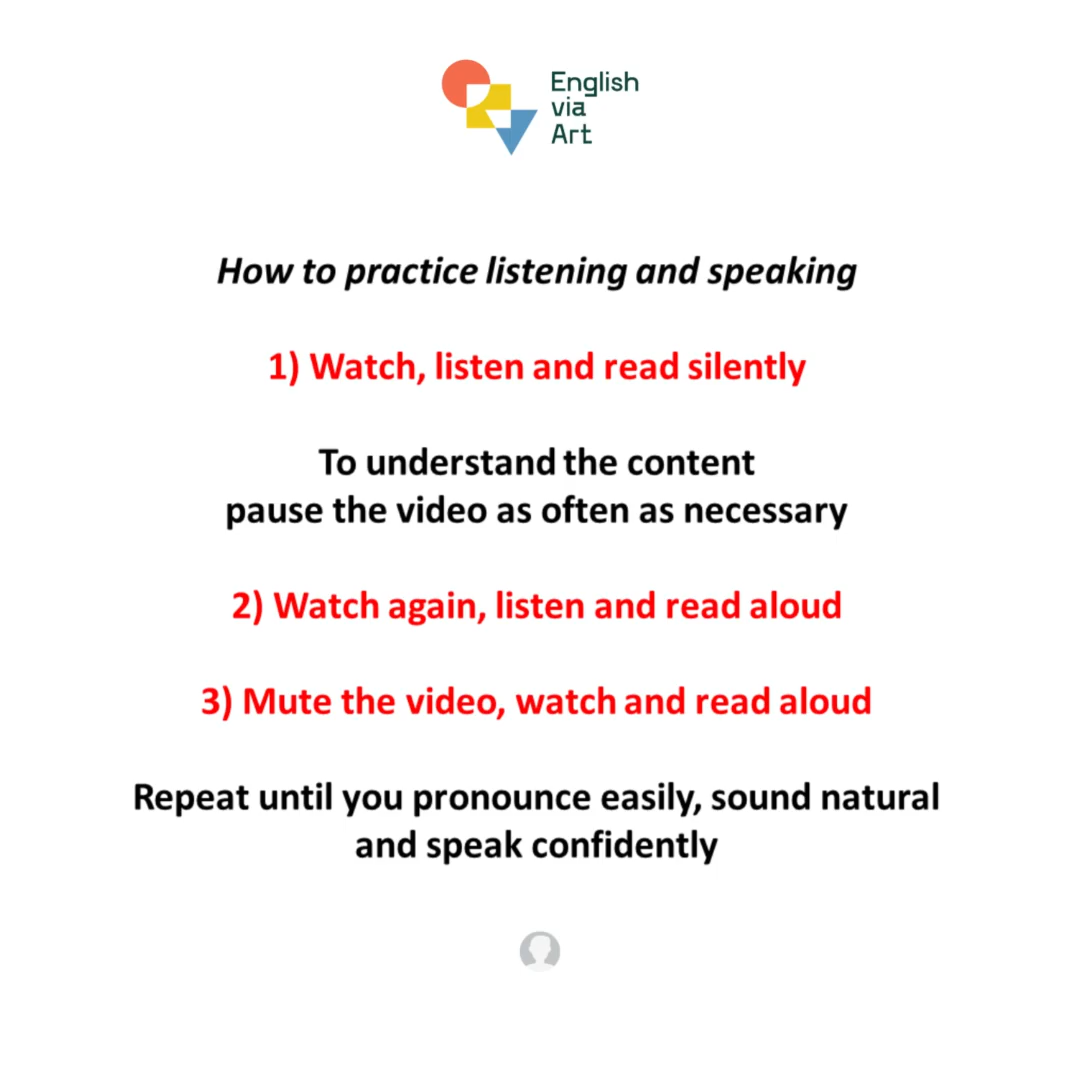 English
via
Art
How to practice listening and speaking
1) Watch, listen and read silently
To understand the content
pause the video as often as necessary
2) Watch again, listen and read aloud
3) Mute the video, watch and read aloud
Repeat until you pronounce easily, sound natural
and speak confidently